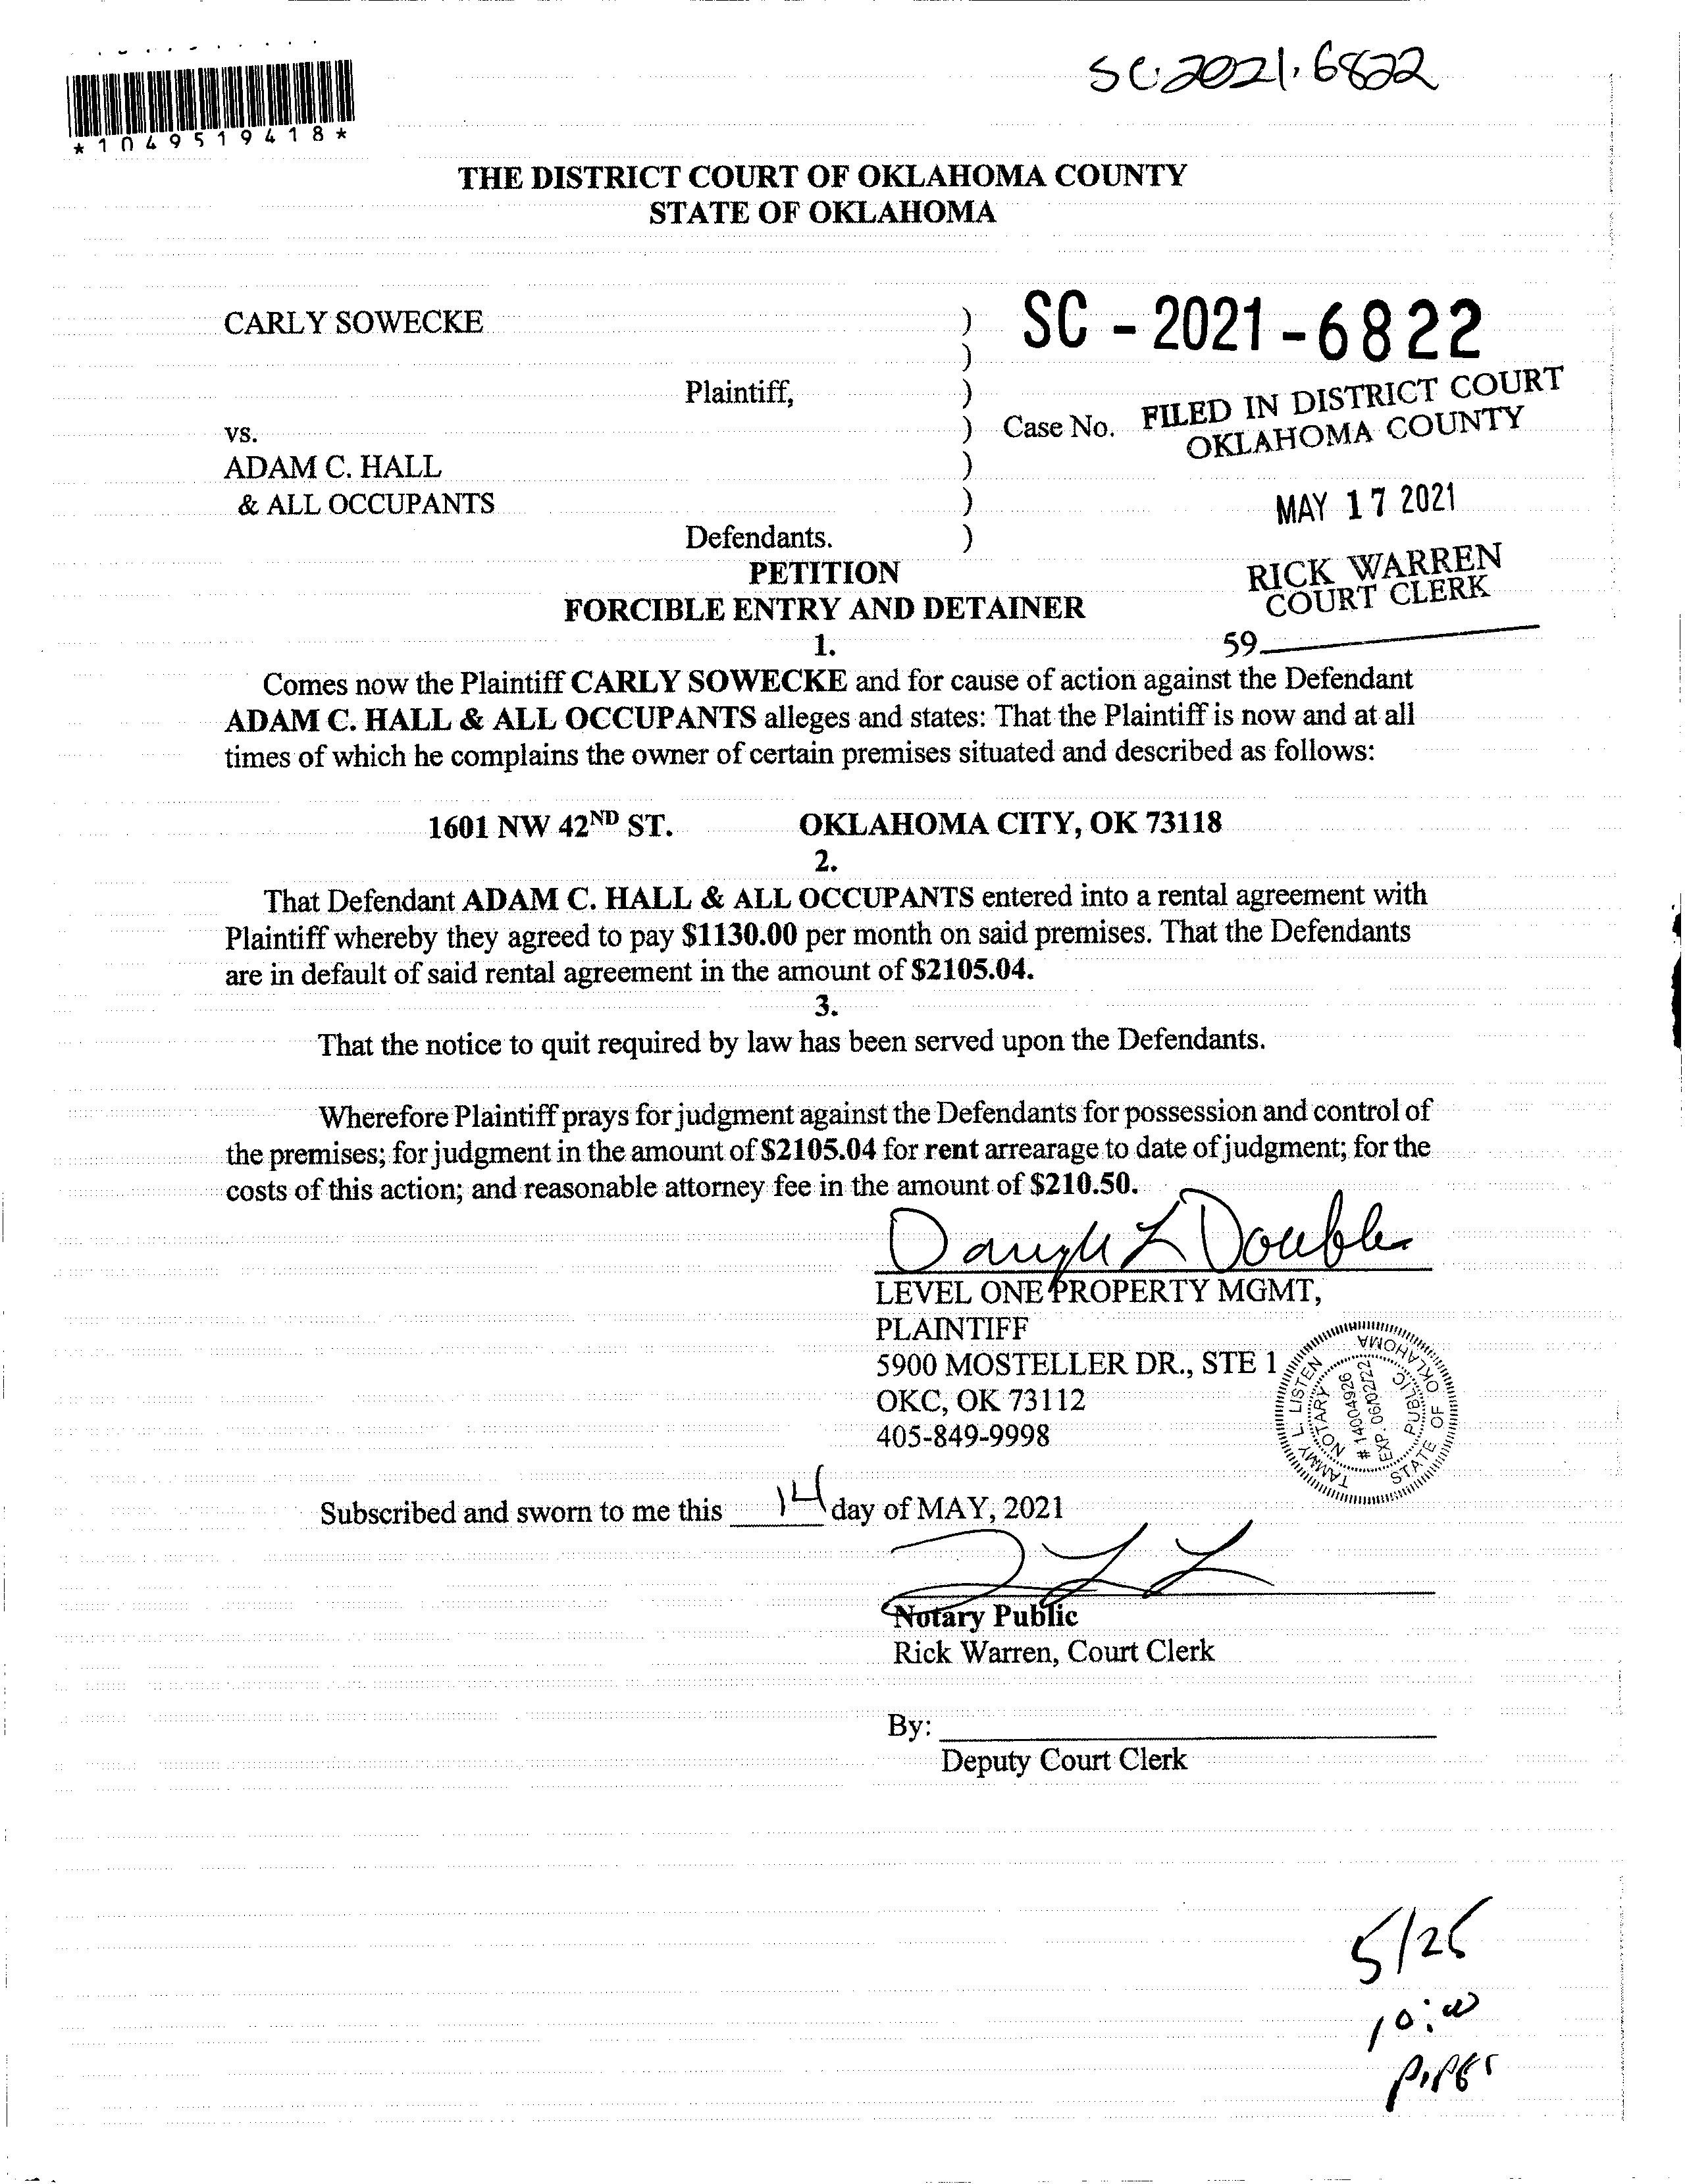 SC-2021-6822
*1049519418*
THE DISTRICT COURT OF OKLAHOMA COUNTY
STATE OF OKLAHOMA
CARLY SOWECKE )
)
Plaintiff, )
vs. )
ADAM C. HALL )
& ALL OCCUPANTS )
Defendants. )
SC - 2021 - 6822
Case No.
FILED IN DISTRICT COURT
OKLAHOMA COUNTY
MAY 17 2021
RICK WARREN
COURT CLERK
59
PETITION
FORCIBLE ENTRY AND DETAINER
1.
Comes now the Plaintiff CARLY SOWECKE and for cause of action against the Defendant
ADAM C. HALL & ALL OCCUPANTS alleges and states: That the Plaintiff is now and at all
times of which he complains the owner of certain premises situated and described as follows:
1601 NW 42ND ST. OKLAHOMA CITY, OK 73118
2.
That Defendant ADAM C. HALL & ALL OCCUPANTS entered into a rental agreement with
Plaintiff whereby they agreed to pay $1130.00 per month on said premises. That the Defendants
are in default of said rental agreement in the amount of $2105.04.
3.
That the notice to quit required by law has been served upon the Defendants.
Wherefore Plaintiff prays for judgment against the Defendants for possession and control of
the premises; for judgment in the amount of $2105.04 for rent arrearage to date of judgment; for the
costs of this action; and reasonable attorney fee in the amount of $210.50.
LEVEL ONE PROPERTY MGMT,
PLAINTIFF
5900 MOSTELLER DR., STE 1
OKC, OK 73112
405-849-9998
TAMMY L. LISTEN
NOTARY
# 14004926
EXP. 06/02/22
PUBLIC
STATE OF OKLAHOMA
Subscribed and sworn to me this 14 day of MAY, 2021
Notary Public
Rick Warren, Court Clerk
By:
Deputy Court Clerk
5/25
10:00